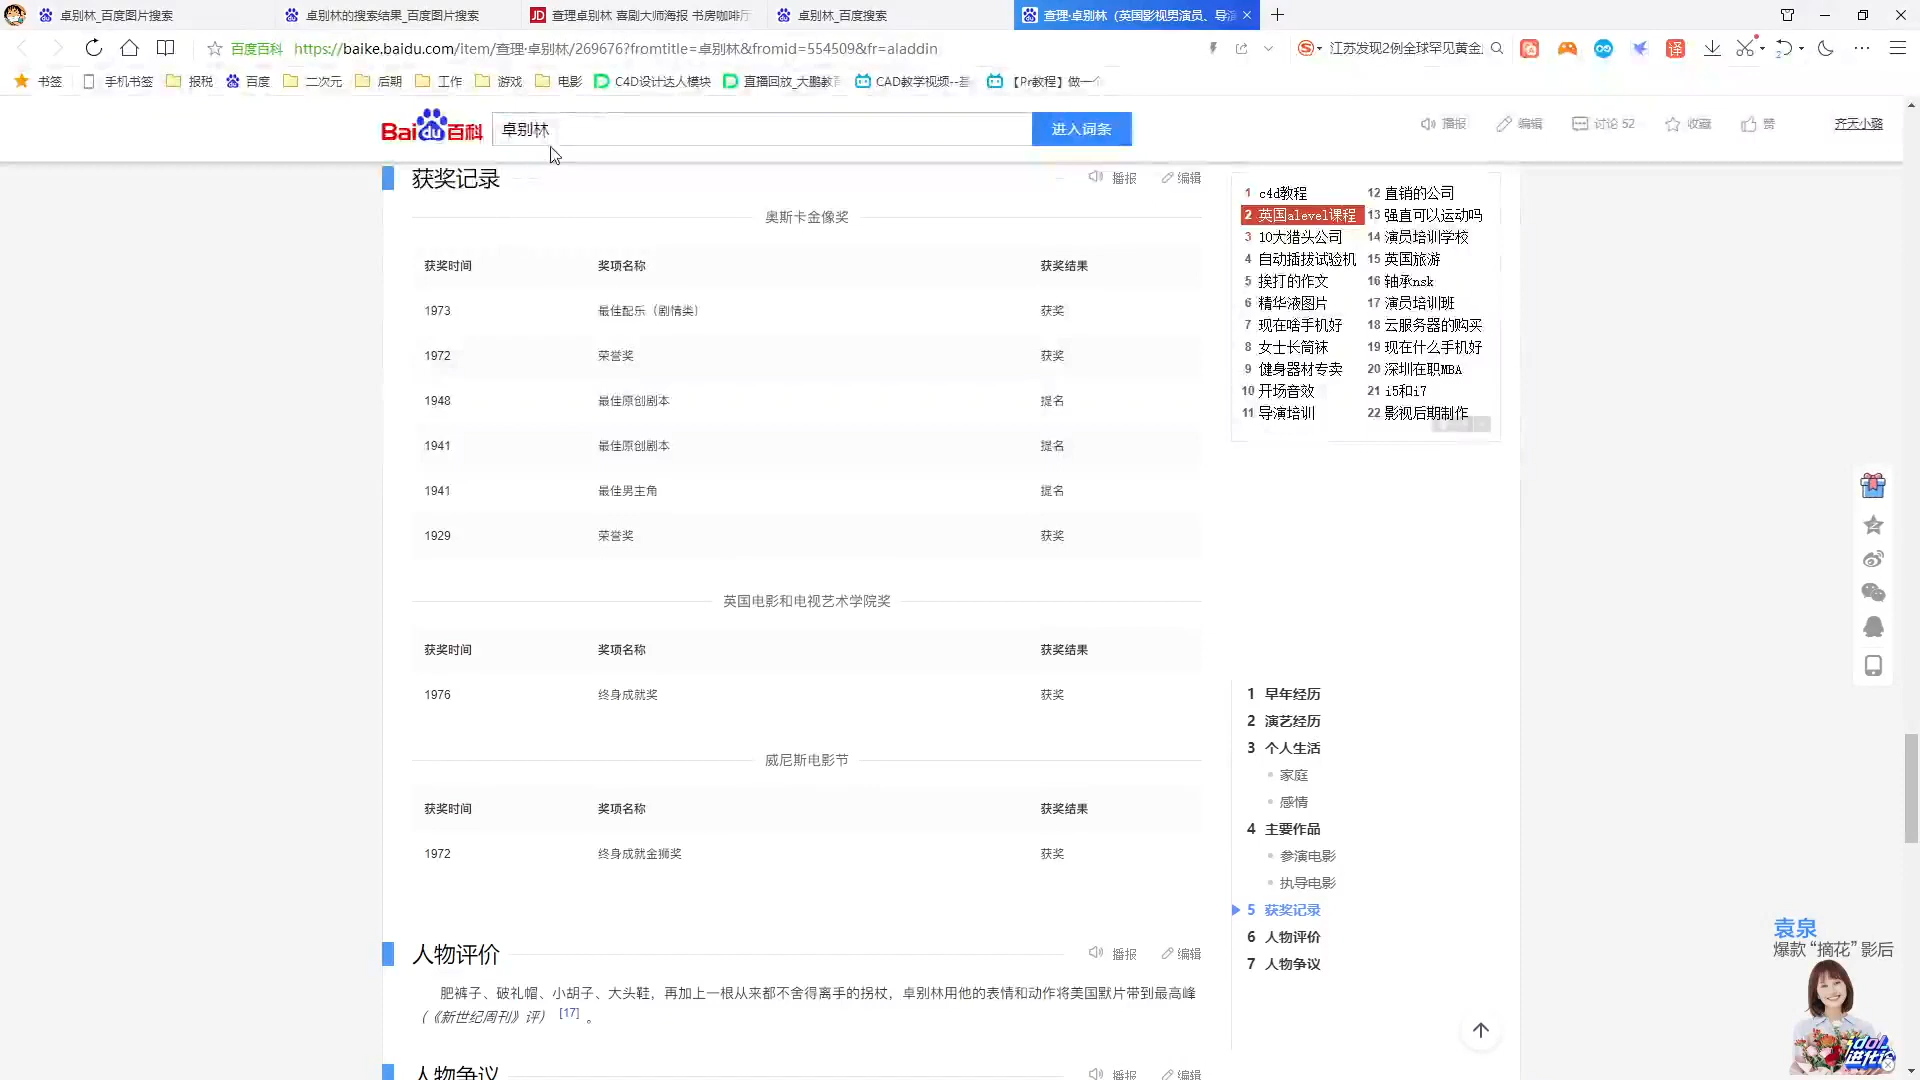 卓别林_百度图片搜索
卓别林的搜索结果_百度图片搜索
JD 查理卓别林 喜剧大师海报 书房咖啡厅
卓别林_百度搜索
查理·卓别林（英国影视男演员、导演
百度百科 https://baike.baidu.com/item/查理·卓别林/269676?fromtitle=卓别林&fromid=554509&fr=aladdin
江苏发现2例全球罕见黄金
译
书签 手机书签 报税 百度 二次元 后期 工作 游戏 电影 C4D设计达人模块 直播回放_大鹏教育 CAD教学视频--基 【Pr教程】做一个
Bai du 百科
卓别林
进入词条
播报 编辑 讨论 52 收藏 赞 齐天小璐
获奖记录
播报 编辑
奥斯卡金像奖
获奖时间 奖项名称 获奖结果
1973 最佳配乐（剧情类） 获奖
1972 荣誉奖 获奖
1948 最佳原创剧本 提名
1941 最佳原创剧本 提名
1941 最佳男主角 提名
1929 荣誉奖 获奖
英国电影和电视艺术学院奖
获奖时间 奖项名称 获奖结果
1976 终身成就奖 获奖
威尼斯电影节
获奖时间 奖项名称 获奖结果
1972 终身成就金狮奖 获奖
人物评价
播报 编辑
肥裤子、破礼帽、小胡子、大头鞋，再加上一根从来都不舍得离手的拐杖，卓别林用他的表情和动作将美国默片带到最高峰
（《新世纪周刊》评） [17] 。
人物争议
播报 编辑
1 c4d教程 12 直销的公司
2 英国alevel课程 13 强直可以运动吗
3 10大猎头公司 14 演员培训学校
4 自动插拔试验机 15 英国旅游
5 挨打的作文 16 轴承nsk
6 精华液图片 17 演员培训班
7 现在啥手机好 18 云服务器的购买
8 女士长筒袜 19 现在什么手机好
9 健身器材专卖 20 深圳在职MBA
10 开场音效 21 i5和i7
11 导演培训 22 影视后期制作
1 早年经历
2 演艺经历
3 个人生活
家庭
感情
4 主要作品
参演电影
执导电影
5 获奖记录
6 人物评价
7 人物争议
袁泉
爆款“摘花”影后
idol
进化论